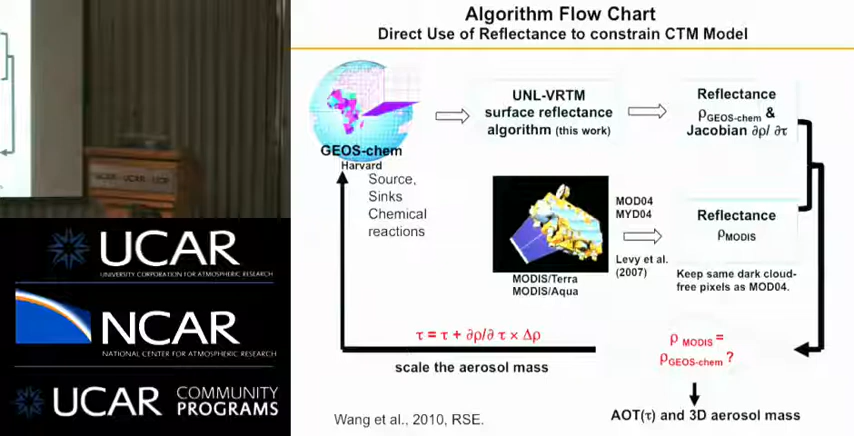 Algorithm Flow Chart
Direct Use of Reflectance to constrain CTM Model
GEOS-chem
Harvard
Source,
Sinks
Chemical
reactions
UNL-VRTM
surface reflectance
algorithm (this work)
Reflectance
ρGEOS-chem &
Jacobian ∂ρ/ ∂τ
MODIS/Terra
MODIS/Aqua
MOD04
MYD04
Levy et al.
(2007)
Reflectance
ρMODIS
Keep same dark cloud-
free pixels as MOD04.
τ = τ + ∂ρ/∂ τ × Δρ
scale the aerosol mass
ρ MODIS =
ρGEOS-chem ?
AOT(τ) and 3D aerosol mass
Wang et al., 2010, RSE.
UCAR
UNIVERSITY CORPORATION FOR ATMOSPHERIC RESEARCH
NCAR
NATIONAL CENTER FOR ATMOSPHERIC RESEARCH
UCAR COMMUNITY
PROGRAMS